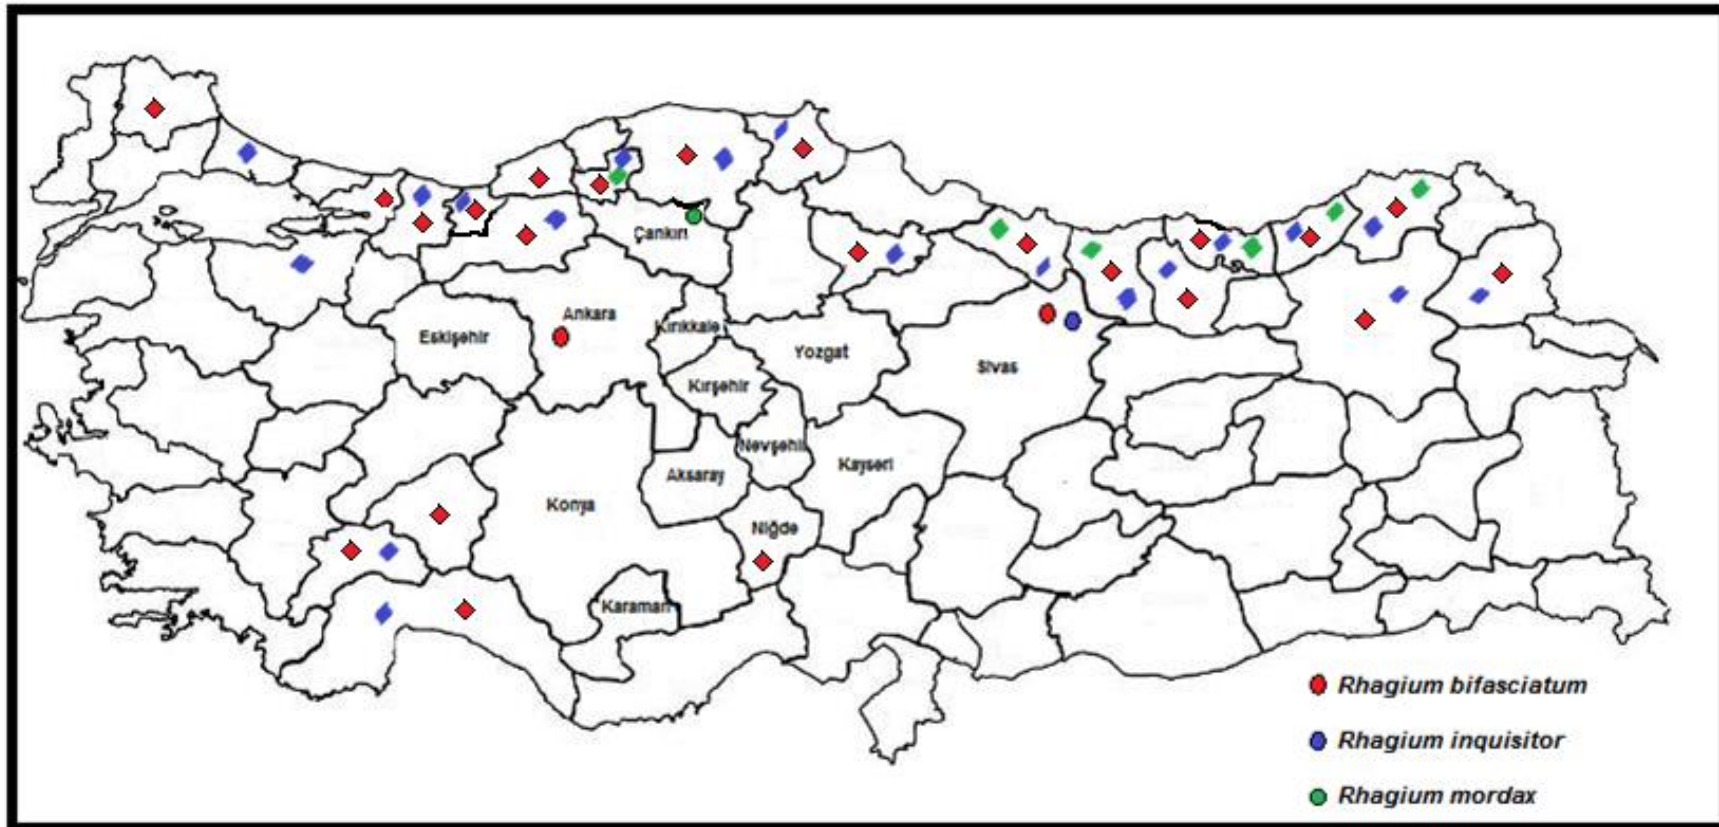 Çankırı
Ankara
Kırıkkale
Eskişehir
Yozgat
Sivas
Kırşehir
Nevşehir
Kayseri
Aksaray
Konya
Niğde
Karaman
Rhagium bifasciatum
Rhagium inquisitor
Rhagium mordax